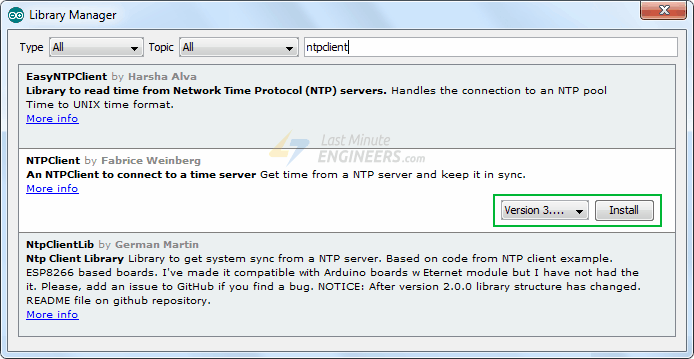 Library Manager
Type All Topic All ntpclient
EasyNTPClient by Harsha Alva
Library to read time from Network Time Protocol (NTP) servers. Handles the connection to an NTP pool
Time to UNIX time format.
More info
Last Minute
ENGINEERS.com
NTPClient by Fabrice Weinberg
An NTPClient to connect to a time server Get time from a NTP server and keep it in sync.
More info
Version 3.... Install
NtpClientLib by German Martin
Ntp Client Library Library to get system sync from a NTP server. Based on code from NTP client example.
ESP8266 based boards. I've made it compatible with Arduino boards w Eternet module but I have not had the
it. Please, add an issue to GitHub if you find a bug. NOTICE: After version 2.0.0 library structure has changed.
README file on github repository.
More info